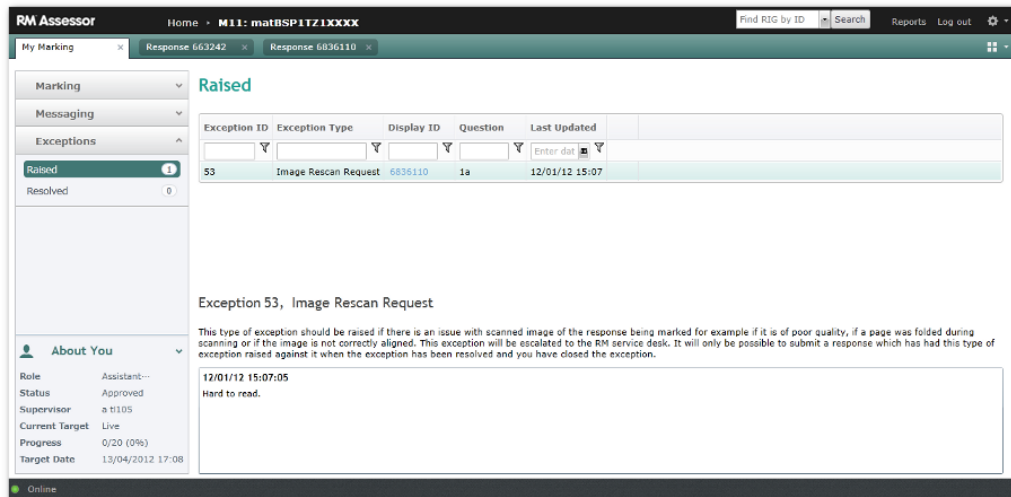 RM Assessor
Home
M11: matBSP1TZ1XXXX
Find RIG by ID
Search
Reports
Log out
My Marking
Response 663242
Response 6836110
Marking
Messaging
Exceptions
Raised
1
Resolved
0
Raised
Exception ID
Exception Type
Display ID
Question
Last Updated
Enter dat
53
Image Rescan Request
6836110
1a
12/01/12 15:07
Exception 53, Image Rescan Request
This type of exception should be raised if there is an issue with scanned image of the response being marked for example if it is of poor quality, if a page was folded during
scanning or if the image is not correctly aligned. This exception will be escalated to the RM service desk. It will only be possible to submit a response which has had this type of
exception raised against it when the exception has been resolved and you have closed the exception.
12/01/12 15:07:05
Hard to read.
About You
Role Assistant...
Status Approved
Supervisor a tl105
Current Target Live
Progress 0/20 (0%)
Target Date 13/04/2012 17:08
Online